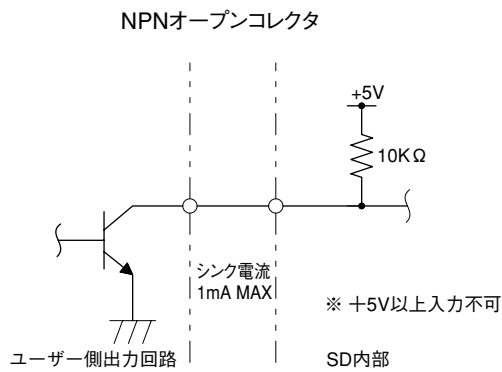 NPNオープンコレクタ
+5V
10KΩ
シンク電流
1mA MAX
※ +5V以上入力不可
ユーザー側出力回路
SD内部